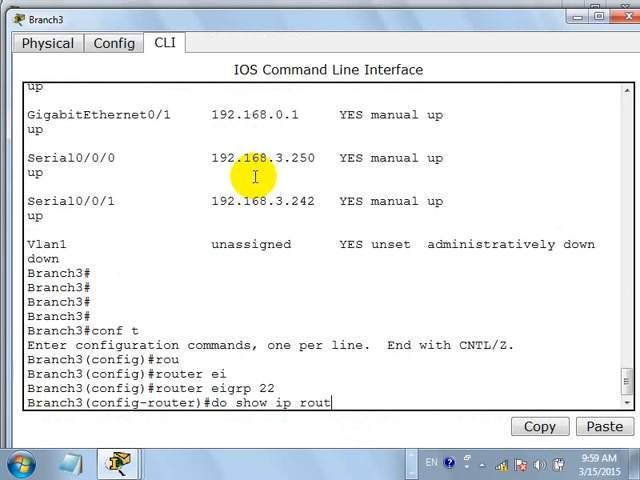 Branch3
Physical Config CLI
IOS Command Line Interface
up
GigabitEthernet0/1 192.168.0.1 YES manual up
up
Serial0/0/0 192.168.3.250 YES manual up
up
Serial0/0/1 192.168.3.242 YES manual up
up
Vlan1 unassigned YES unset administratively down
down
Branch3#
Branch3#
Branch3#
Branch3#
Branch3#conf t
Enter configuration commands, one per line. End with CNTL/Z.
Branch3(config)#rou
Branch3(config)#router ei
Branch3(config)#router eigrp 22
Branch3(config-router)#do show ip rout
Copy Paste
EN 9:59 AM
3/15/2015